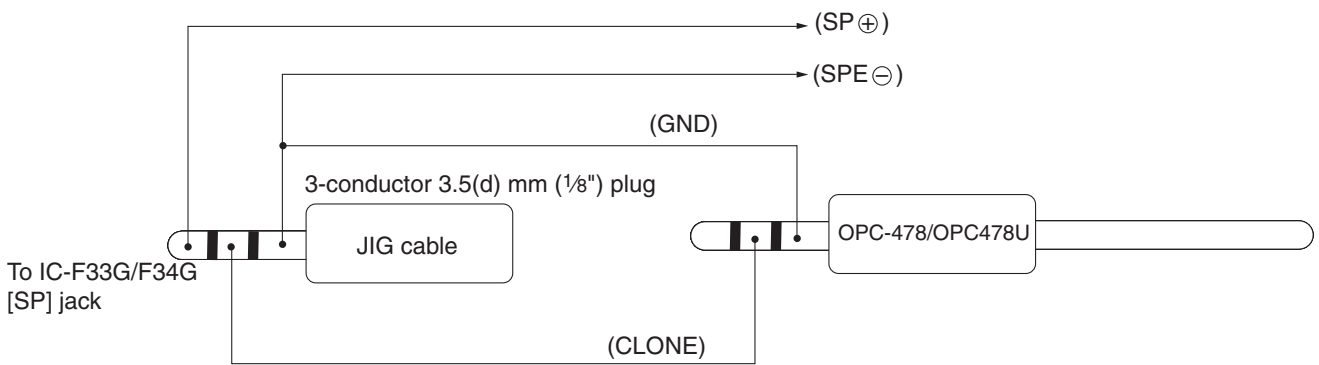 (SP⊕)
(SPE⊖)
(GND)
3-conductor 3.5(d) mm (1⁄8") plug
JIG cable
OPC-478/OPC478U
To IC-F33G/F34G
[SP] jack
(CLONE)